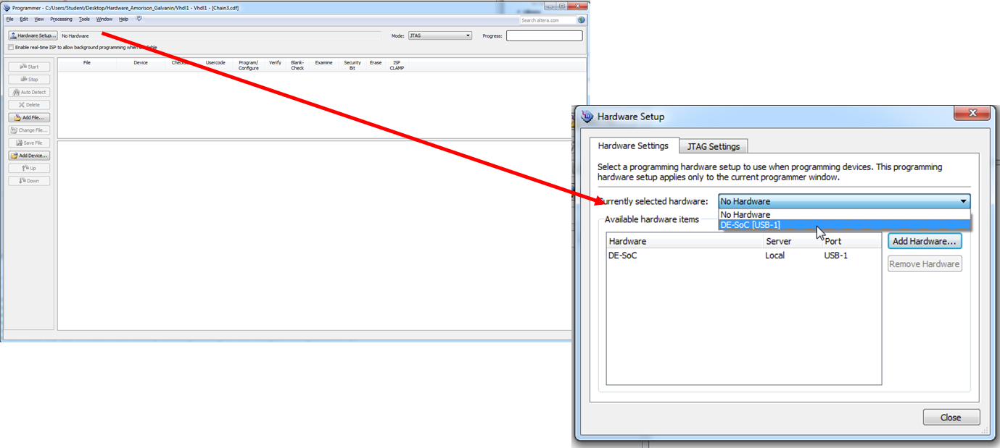 Programmer - C:/Users/Student/Desktop/Hardware_Amorison_Galvanin/Vhdl1 - Vhdl1 - [Chain3.cdf]
File Edit View Processing Tools Window Help
Search altera.com
Hardware Setup... No Hardware Mode: JTAG Progress:
Enable real-time ISP to allow background programming when available
File Device Usercode Program/ Configure Verify Blank- Check Examine Security Bit Erase ISP CLAMP
Start
Stop
Auto Detect
Delete
Add File...
Change File...
Save File
Add Device...
Up
Down
Hardware Setup
Hardware Settings JTAG Settings
Select a programming hardware setup to use when programming devices. This programming
hardware setup applies only to the current programmer window.
Currently selected hardware: No Hardware
No Hardware
DE-SoC [USB-1]
Available hardware items
Hardware Server Port
DE-SoC Local USB-1
Add Hardware...
Remove Hardware
Close